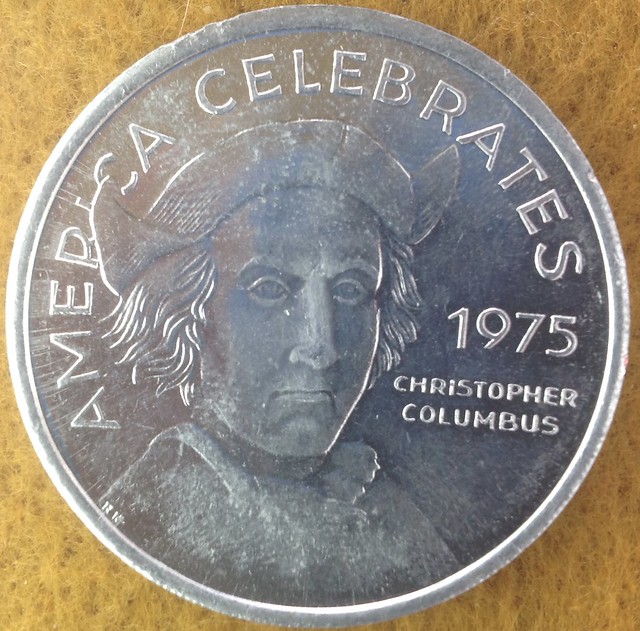 AMERICA CELEBRATES
1975
CHRISTOPHER
COLUMBUS